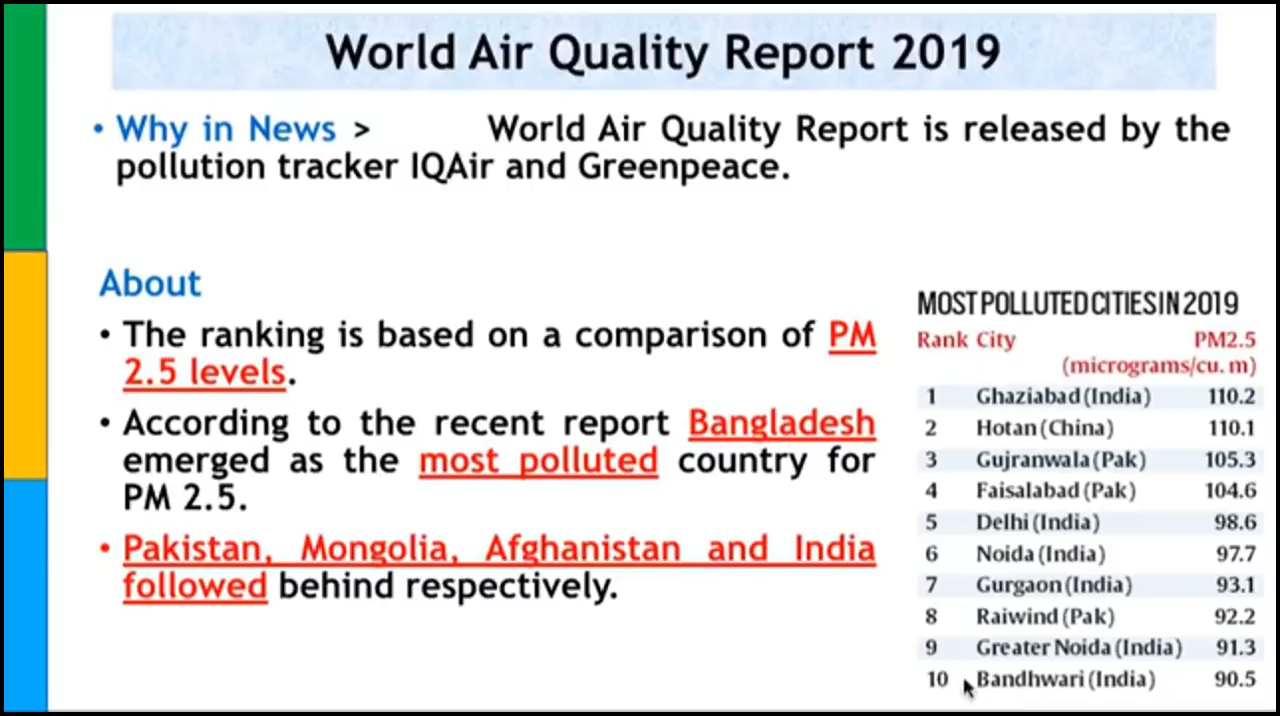 World Air Quality Report 2019
• Why in News > World Air Quality Report is released by the
pollution tracker IQAir and Greenpeace.
About
• The ranking is based on a comparison of PM
2.5 levels.
• According to the recent report Bangladesh
emerged as the most polluted country for
PM 2.5.
• Pakistan, Mongolia, Afghanistan and India
followed behind respectively.
MOST POLLUTED CITIES IN 2019
Rank City PM2.5
(micrograms/cu. m)
1 Ghaziabad (India) 110.2
2 Hotan (China) 110.1
3 Gujranwala (Pak) 105.3
4 Faisalabad (Pak) 104.6
5 Delhi (India) 98.6
6 Noida (India) 97.7
7 Gurgaon (India) 93.1
8 Raiwind (Pak) 92.2
9 Greater Noida (India) 91.3
10 Bandhwari (India) 90.5